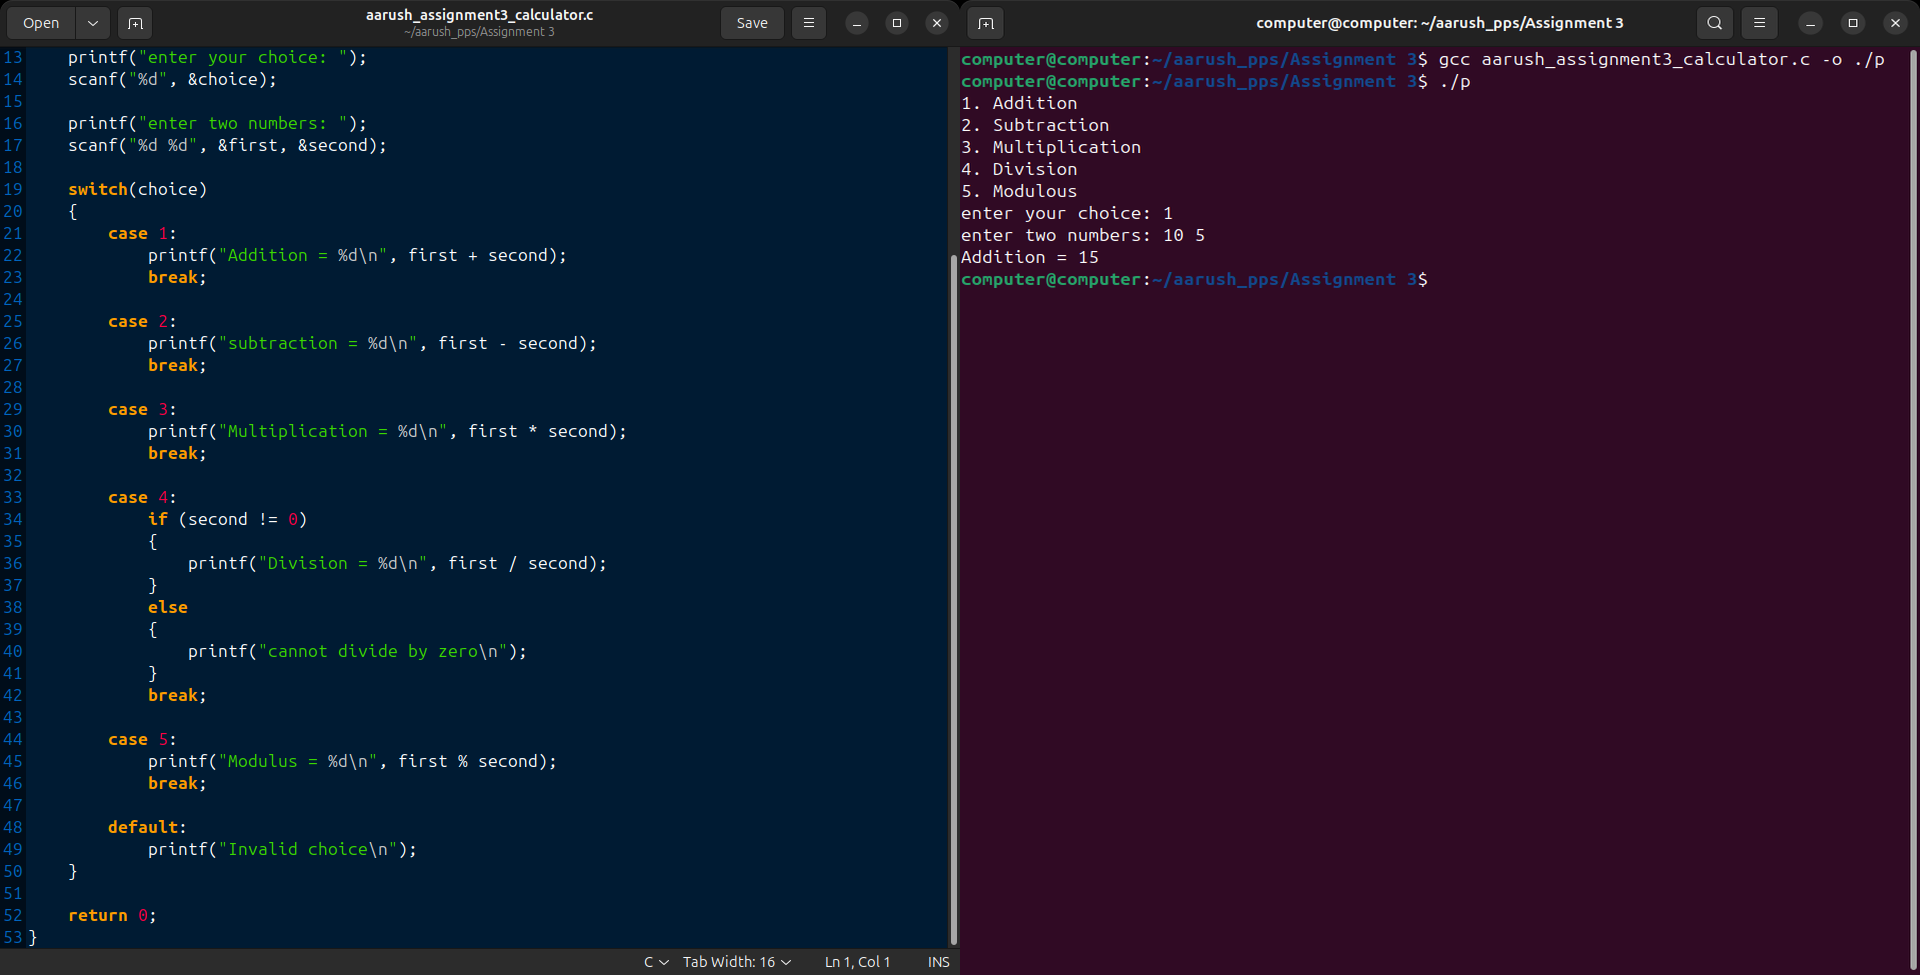 Open
aarush_assignment3_calculator.c
~/aarush_pps/Assignment 3
Save
13 printf("enter your choice: ");
14 scanf("%d", &choice);
15
16 printf("enter two numbers: ");
17 scanf("%d %d", &first, &second);
18
19 switch(choice)
20 {
21 case 1:
22 printf("Addition = %d\n", first + second);
23 break;
24
25 case 2:
26 printf("subtraction = %d\n", first - second);
27 break;
28
29 case 3:
30 printf("Multiplication = %d\n", first * second);
31 break;
32
33 case 4:
34 if (second != 0)
35 {
36 printf("Division = %d\n", first / second);
37 }
38 else
39 {
40 printf("cannot divide by zero\n");
41 }
42 break;
43
44 case 5:
45 printf("Modulus = %d\n", first % second);
46 break;
47
48 default:
49 printf("Invalid choice\n");
50 }
51
52 return 0;
53 }
C Tab Width: 16 Ln 1, Col 1 INS
computer@computer: ~/aarush_pps/Assignment 3
computer@computer:~/aarush_pps/Assignment 3$ gcc aarush_assignment3_calculator.c -o ./p
computer@computer:~/aarush_pps/Assignment 3$ ./p
1. Addition
2. Subtraction
3. Multiplication
4. Division
5. Modulous
enter your choice: 1
enter two numbers: 10 5
Addition = 15
computer@computer:~/aarush_pps/Assignment 3$